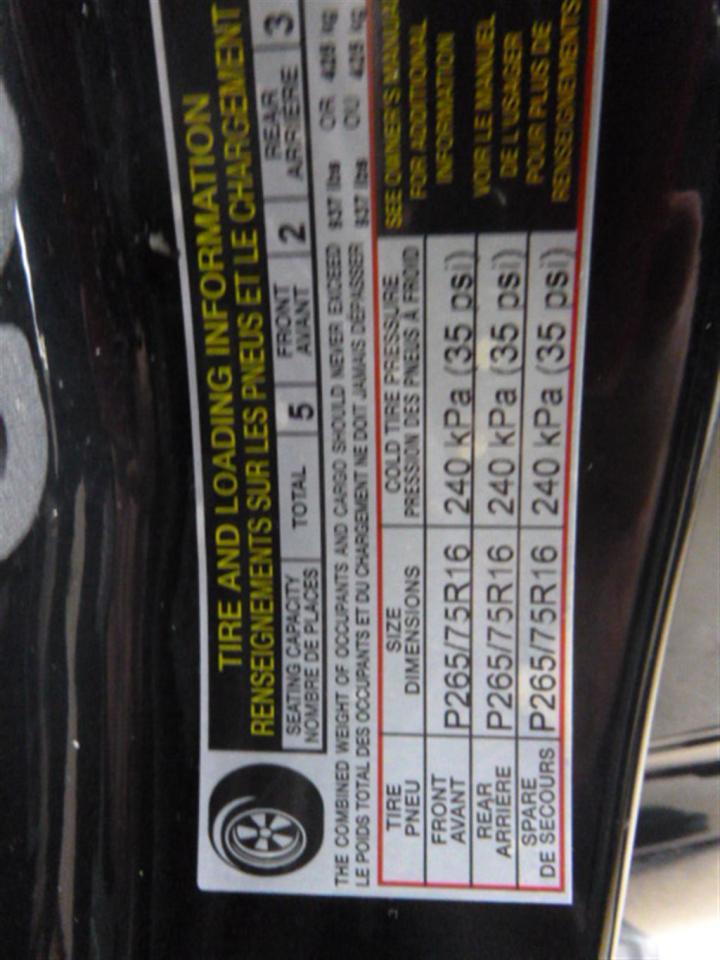 TIRE AND LOADING INFORMATION
RENSEIGNEMENTS SUR LES PNEUS ET LE CHARGEMENT
SEATING CAPACITY TOTAL 5 FRONT 2 REAR 3
NOMBRE DE PLACES AVANT ARRIÈRE
THE COMBINED WEIGHT OF OCCUPANTS AND CARGO SHOULD NEVER EXCEED 937 lbs OR 425 kg
LE POIDS TOTAL DES OCCUPANTS ET DU CHARGEMENT NE DOIT JAMAIS DÉPASSER 937 lbs OU 425 kg
TIRE SIZE COLD TIRE PRESSURE
PNEU DIMENSIONS PRESSION DES PNEUS À FROID
FRONT
AVANT P265/75R16 240 kPa (35 psi)
REAR
ARRIÈRE P265/75R16 240 kPa (35 psi)
SPARE
DE SECOURS P265/75R16 240 kPa (35 psi)
SEE OWNER'S MANUAL
FOR ADDITIONAL
INFORMATION
VOIR LE MANUEL
DE L'USAGER
POUR PLUS DE
RENSEIGNEMENTS